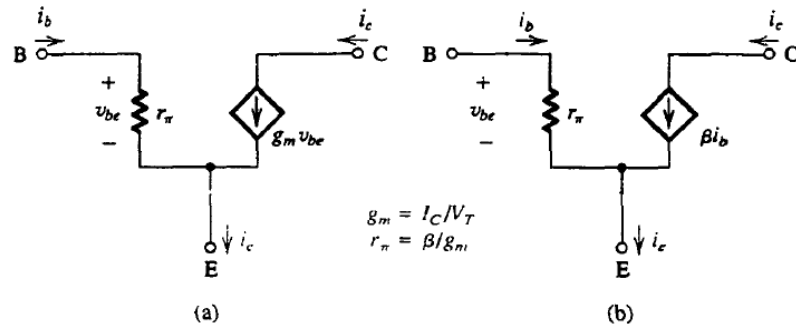 i_b
i_c
B
C
+
v_be
r_π
−
g_m v_be
i_c
E
(a)
g_m = I_C/V_T
r_π = β/g_m
i_b
i_c
B
C
+
v_be
r_π
−
βi_b
i_e
E
(b)